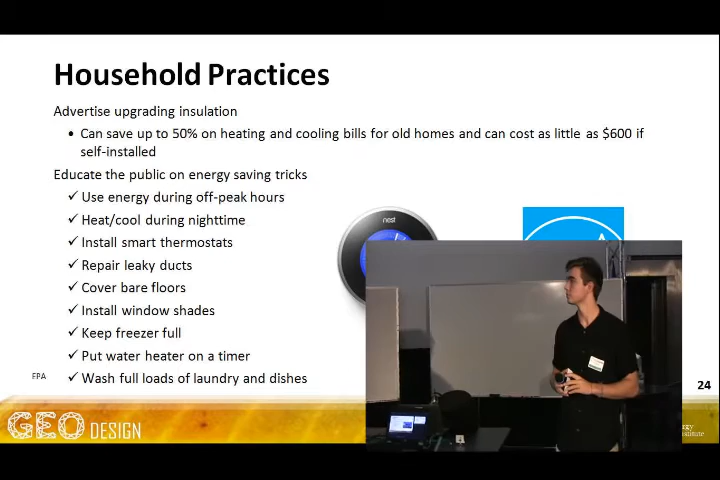 Household Practices
Advertise upgrading insulation
• Can save up to 50% on heating and cooling bills for old homes and can cost as little as $600 if
self-installed
Educate the public on energy saving tricks
✓ Use energy during off-peak hours
✓ Heat/cool during nighttime
✓ Install smart thermostats
✓ Repair leaky ducts
✓ Cover bare floors
✓ Install window shades
✓ Keep freezer full
✓ Put water heater on a timer
✓ Wash full loads of laundry and dishes
nest
FPA
24
GEO DESIGN